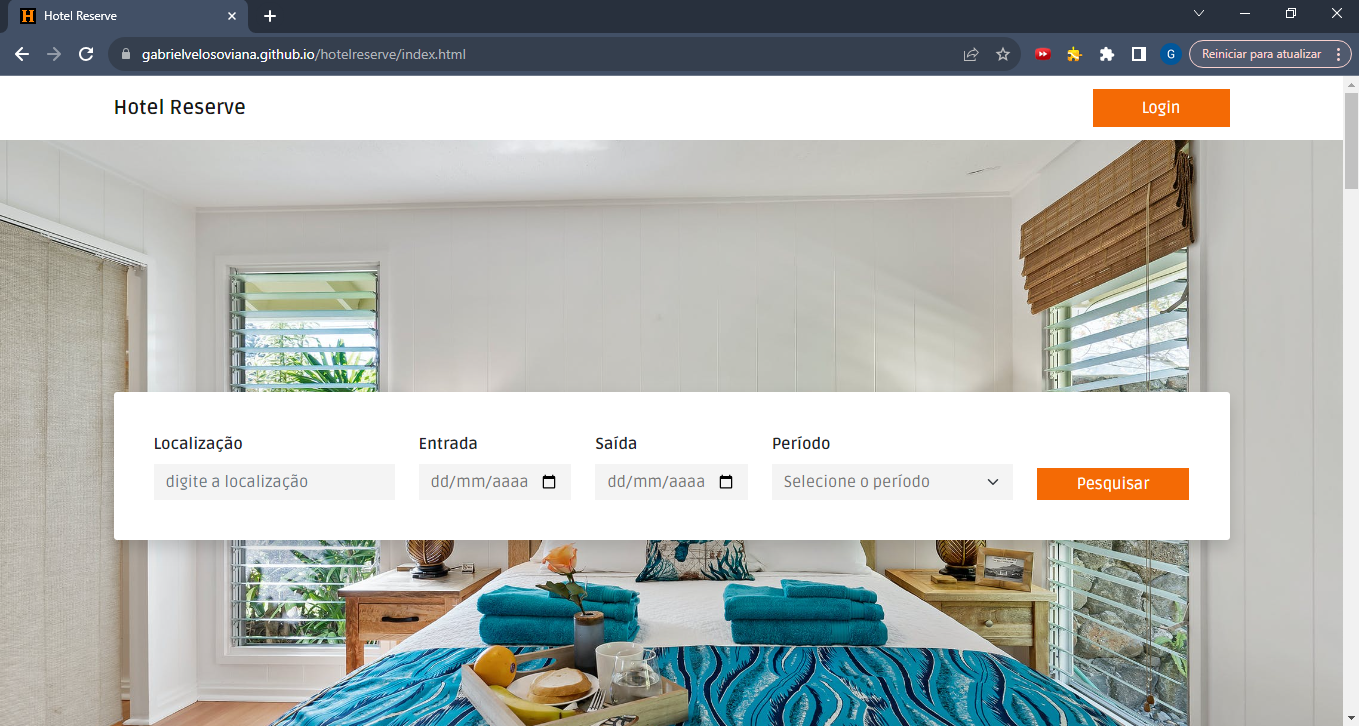 Hotel Reserve
gabrielvelosoviana.github.io/hotelreserve/index.html
G
Reiniciar para atualizar
Hotel Reserve
Login
Localização
Entrada
Saída
Período
digite a localização
dd/mm/aaaa
dd/mm/aaaa
Selecione o período
Pesquisar